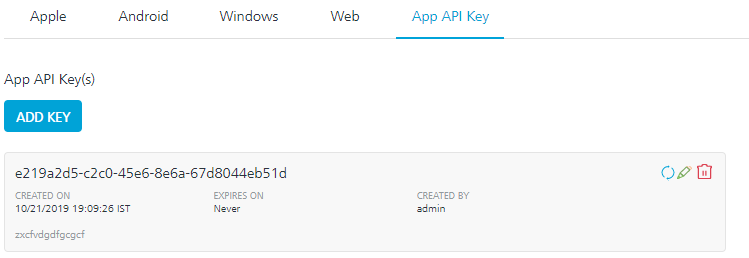 Apple Android Windows Web App API Key
App API Key(s)
ADD KEY
e219a2d5-c2c0-45e6-8e6a-67d8044eb51d
CREATED ON EXPIRES ON CREATED BY
10/21/2019 19:09:26 IST Never admin
zxcfvdgdfgcgcf